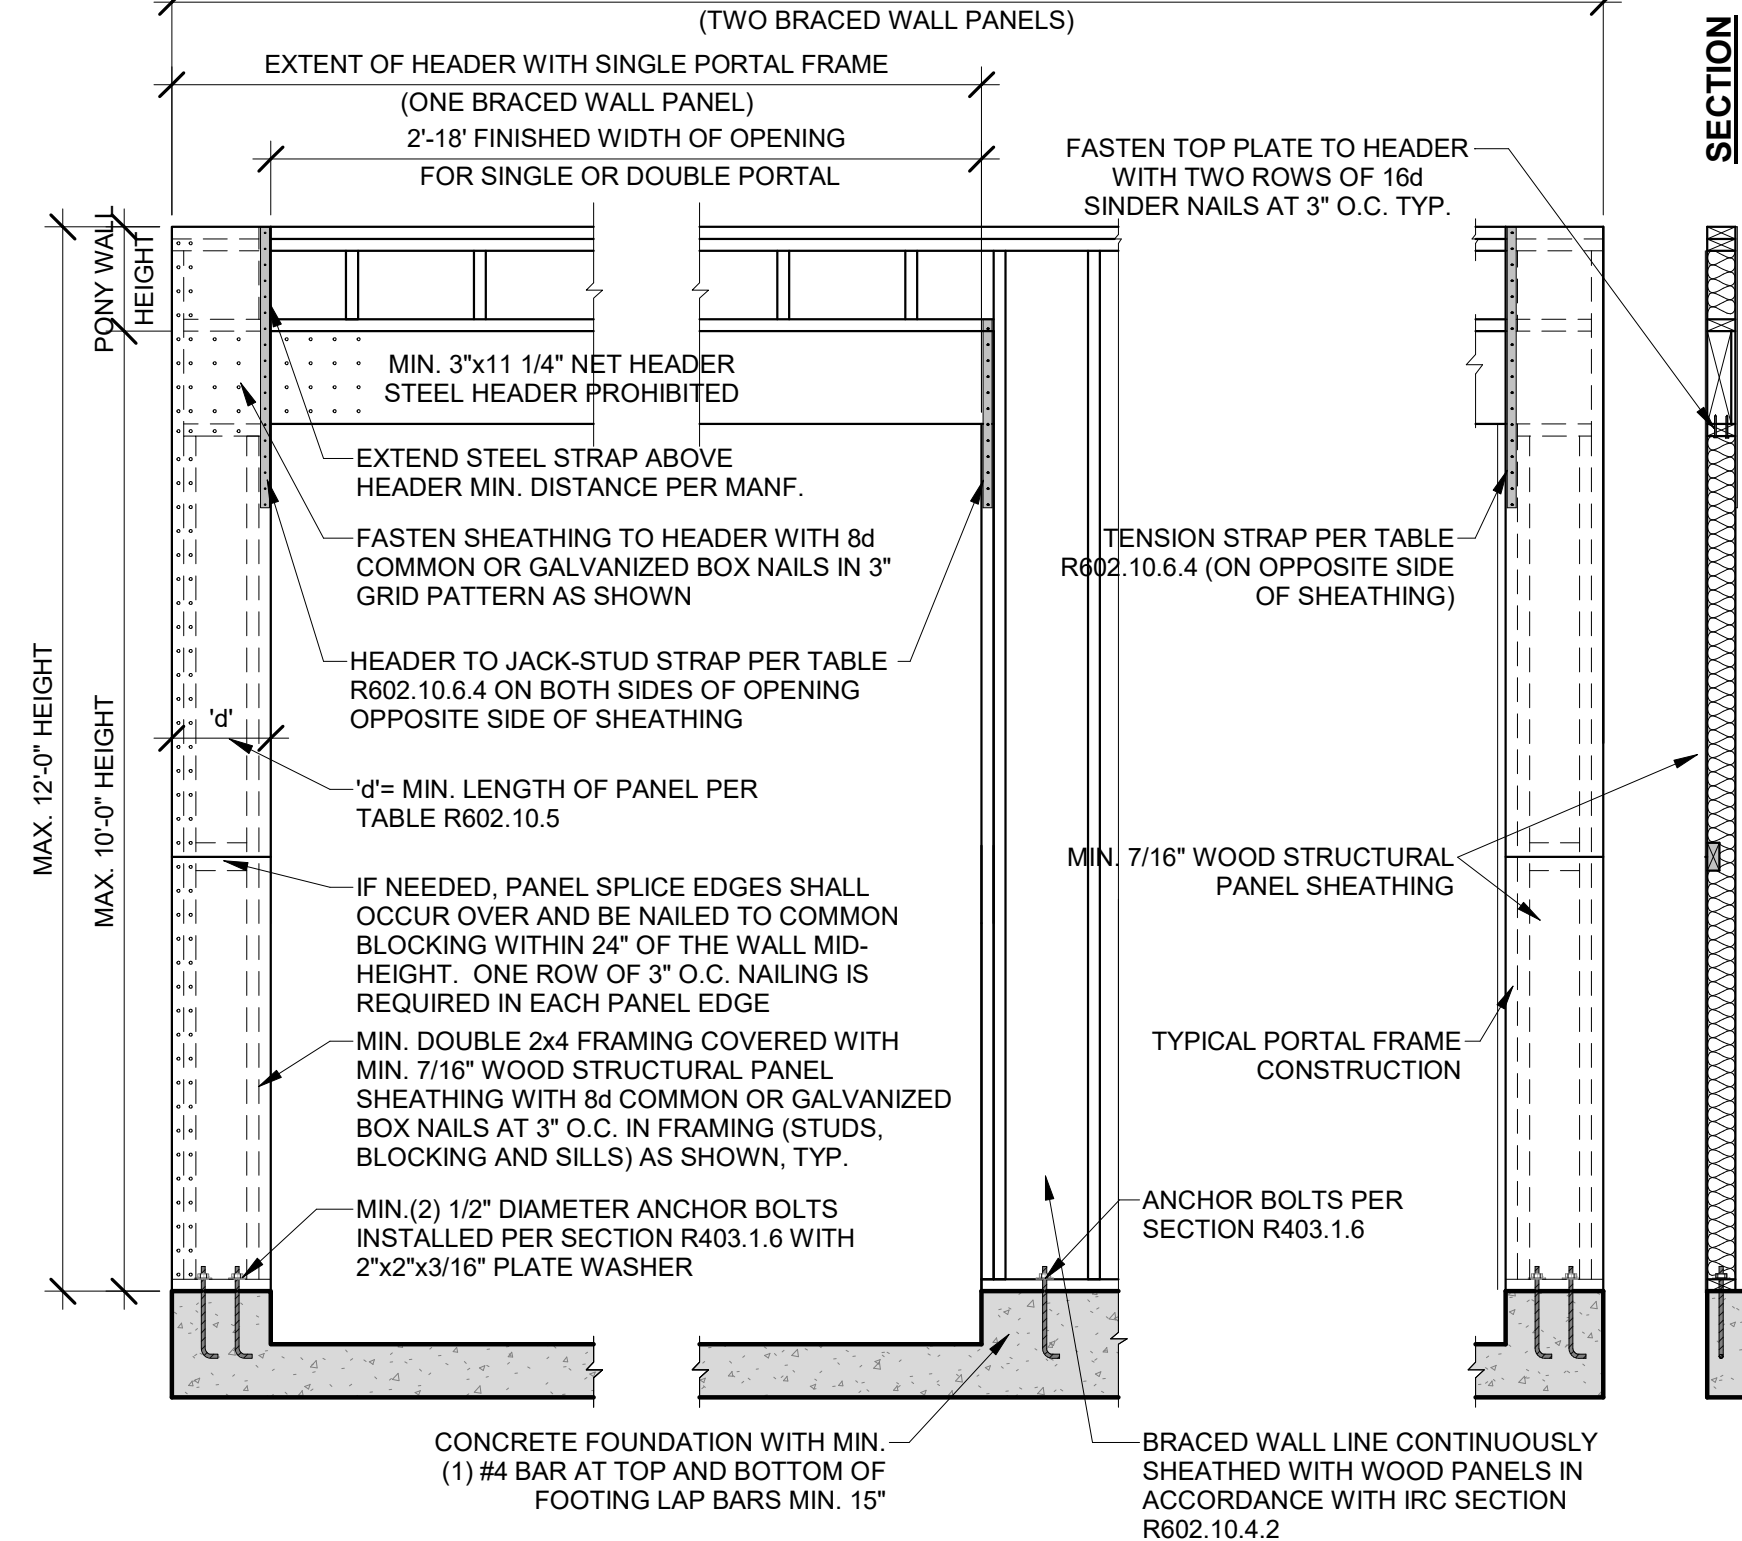 (TWO BRACED WALL PANELS)
EXTENT OF HEADER WITH SINGLE PORTAL FRAME
(ONE BRACED WALL PANEL)
2'-18' FINISHED WIDTH OF OPENING
FOR SINGLE OR DOUBLE PORTAL
FASTEN TOP PLATE TO HEADER
WITH TWO ROWS OF 16d
SINDER NAILS AT 3" O.C. TYP.
SECTION
PONY WALL
HEIGHT
MIN. 3"x11 1/4" NET HEADER
STEEL HEADER PROHIBITED
EXTEND STEEL STRAP ABOVE
HEADER MIN. DISTANCE PER MANF.
FASTEN SHEATHING TO HEADER WITH 8d
COMMON OR GALVANIZED BOX NAILS IN 3"
GRID PATTERN AS SHOWN
TENSION STRAP PER TABLE
R602.10.6.4 (ON OPPOSITE SIDE
OF SHEATHING)
HEADER TO JACK-STUD STRAP PER TABLE
R602.10.6.4 ON BOTH SIDES OF OPENING
OPPOSITE SIDE OF SHEATHING
MAX. 12'-0" HEIGHT
MAX. 10'-0" HEIGHT
'd'
'd'= MIN. LENGTH OF PANEL PER
TABLE R602.10.5
MIN. 7/16" WOOD STRUCTURAL
PANEL SHEATHING
IF NEEDED, PANEL SPLICE EDGES SHALL
OCCUR OVER AND BE NAILED TO COMMON
BLOCKING WITHIN 24" OF THE WALL MID-
HEIGHT. ONE ROW OF 3" O.C. NAILING IS
REQUIRED IN EACH PANEL EDGE
MIN. DOUBLE 2x4 FRAMING COVERED WITH
MIN. 7/16" WOOD STRUCTURAL PANEL
SHEATHING WITH 8d COMMON OR GALVANIZED
BOX NAILS AT 3" O.C. IN FRAMING (STUDS,
BLOCKING AND SILLS) AS SHOWN, TYP.
TYPICAL PORTAL FRAME
CONSTRUCTION
MIN.(2) 1/2" DIAMETER ANCHOR BOLTS
INSTALLED PER SECTION R403.1.6 WITH
2"x2"x3/16" PLATE WASHER
ANCHOR BOLTS PER
SECTION R403.1.6
CONCRETE FOUNDATION WITH MIN.
(1) #4 BAR AT TOP AND BOTTOM OF
FOOTING LAP BARS MIN. 15"
BRACED WALL LINE CONTINUOUSLY
SHEATHED WITH WOOD PANELS IN
ACCORDANCE WITH IRC SECTION
R602.10.4.2